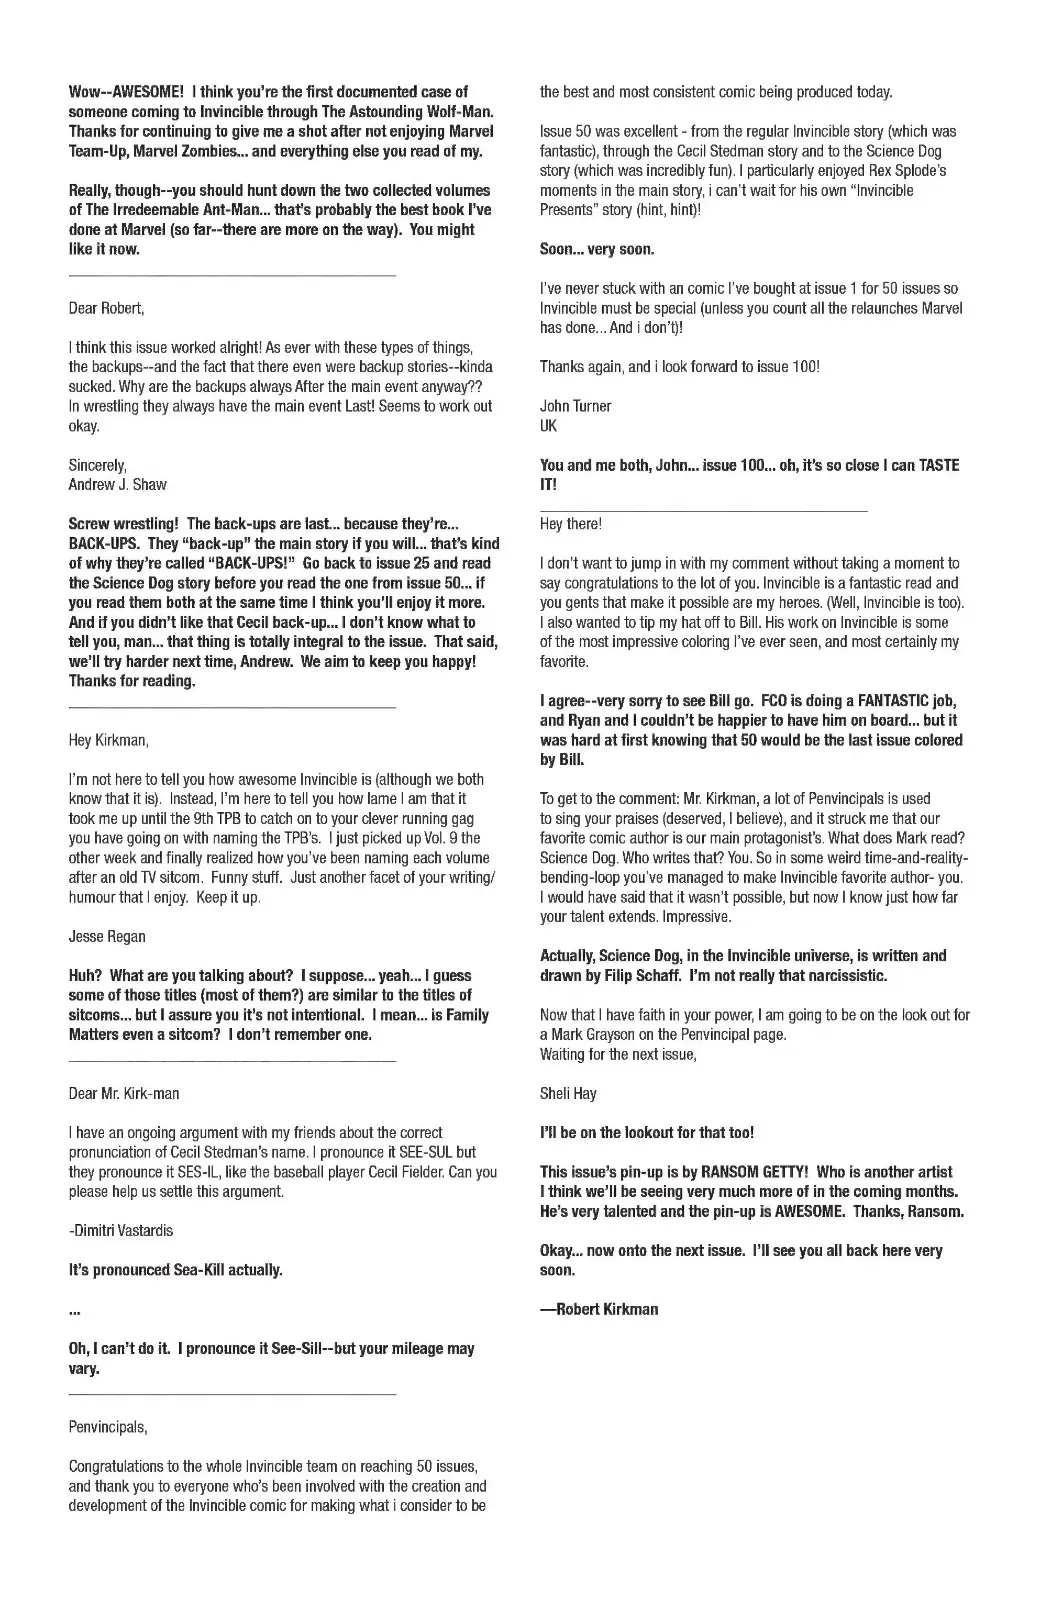 Wow--AWESOME!  I think you're the first documented case of
someone coming to Invincible through The Astounding Wolf-Man.
Thanks for continuing to give me a shot after not enjoying Marvel
Team-Up, Marvel Zombies... and everything else you read of my.
Really, though--you should hunt down the two collected volumes
of The Irredeemable Ant-Man... that's probably the best book I've
done at Marvel (so far--there are more on the way).  You might
like it now.
Dear Robert,
I think this issue worked alright! As ever with these types of things,
the backups--and the fact that there even were backup stories--kinda
sucked. Why are the backups always After the main event anyway??
In wrestling they always have the main event Last! Seems to work out
okay.
Sincerely,
Andrew J. Shaw
Screw wrestling!  The back-ups are last... because they're...
BACK-UPS.  They “back-up” the main story if you will... that's kind
of why they're called “BACK-UPS!”  Go back to issue 25 and read
the Science Dog story before you read the one from issue 50... if
you read them both at the same time I think you'll enjoy it more.
And if you didn't like that Cecil back-up... I don't know what to
tell you, man... that thing is totally integral to the issue.  That said,
we'll try harder next time, Andrew.  We aim to keep you happy!
Thanks for reading.
Hey Kirkman,
I'm not here to tell you how awesome Invincible is (although we both
know that it is).  Instead, I'm here to tell you how lame I am that it
took me up until the 9th TPB to catch on to your clever running gag
you have going on with naming the TPB's.  I just picked up Vol. 9 the
other week and finally realized how you've been naming each volume
after an old TV sitcom.  Funny stuff.  Just another facet of your writing/
humour that I enjoy.  Keep it up.
Jesse Regan
Huh?  What are you talking about?  I suppose... yeah... I guess
some of those titles (most of them?) are similar to the titles of
sitcoms... but I assure you it's not intentional.  I mean... is Family
Matters even a sitcom?  I don't remember one.
Dear Mr. Kirk-man
I have an ongoing argument with my friends about the correct
pronunciation of Cecil Stedman's name. I pronounce it SEE-SUL but
they pronounce it SES-IL, like the baseball player Cecil Fielder. Can you
please help us settle this argument.
-Dimitri Vastardis
It's pronounced Sea-Kill actually.
...
Oh, I can't do it.  I pronounce it See-Sill--but your mileage may
vary.
Penvincipals,
Congratulations to the whole Invincible team on reaching 50 issues,
and thank you to everyone who's been involved with the creation and
development of the Invincible comic for making what i consider to be
the best and most consistent comic being produced today.
Issue 50 was excellent - from the regular Invincible story (which was
fantastic), through the Cecil Stedman story and to the Science Dog
story (which was incredibly fun). I particularly enjoyed Rex Splode's
moments in the main story, i can't wait for his own “Invincible
Presents” story (hint, hint)!
Soon... very soon.
I've never stuck with an comic I've bought at issue 1 for 50 issues so
Invincible must be special (unless you count all the relaunches Marvel
has done... And i don't)!
Thanks again, and i look forward to issue 100!
John Turner
UK
You and me both, John... issue 100... oh, it's so close I can TASTE
IT!
Hey there!
I don't want to jump in with my comment without taking a moment to
say congratulations to the lot of you. Invincible is a fantastic read and
you gents that make it possible are my heroes. (Well, Invincible is too).
I also wanted to tip my hat off to Bill. His work on Invincible is some
of the most impressive coloring I've ever seen, and most certainly my
favorite.
I agree--very sorry to see Bill go.  FCO is doing a FANTASTIC job,
and Ryan and I couldn't be happier to have him on board... but it
was hard at first knowing that 50 would be the last issue colored
by Bill.
To get to the comment: Mr. Kirkman, a lot of Penvincipals is used
to sing your praises (deserved, I believe), and it struck me that our
favorite comic author is our main protagonist's. What does Mark read?
Science Dog. Who writes that? You. So in some weird time-and-reality-
bending-loop you've managed to make Invincible favorite author- you.
I would have said that it wasn't possible, but now I know just how far
your talent extends. Impressive.
Actually, Science Dog, in the Invincible universe, is written and
drawn by Filip Schaff.  I'm not really that narcissistic.
Now that I have faith in your power, I am going to be on the look out for
a Mark Grayson on the Penvincipal page.
Waiting for the next issue,
Sheli Hay
I'll be on the lookout for that too!
This issue's pin-up is by RANSOM GETTY!  Who is another artist
I think we'll be seeing very much more of in the coming months.
He's very talented and the pin-up is AWESOME.  Thanks, Ransom.
Okay... now onto the next issue.  I'll see you all back here very
soon.
—Robert Kirkman